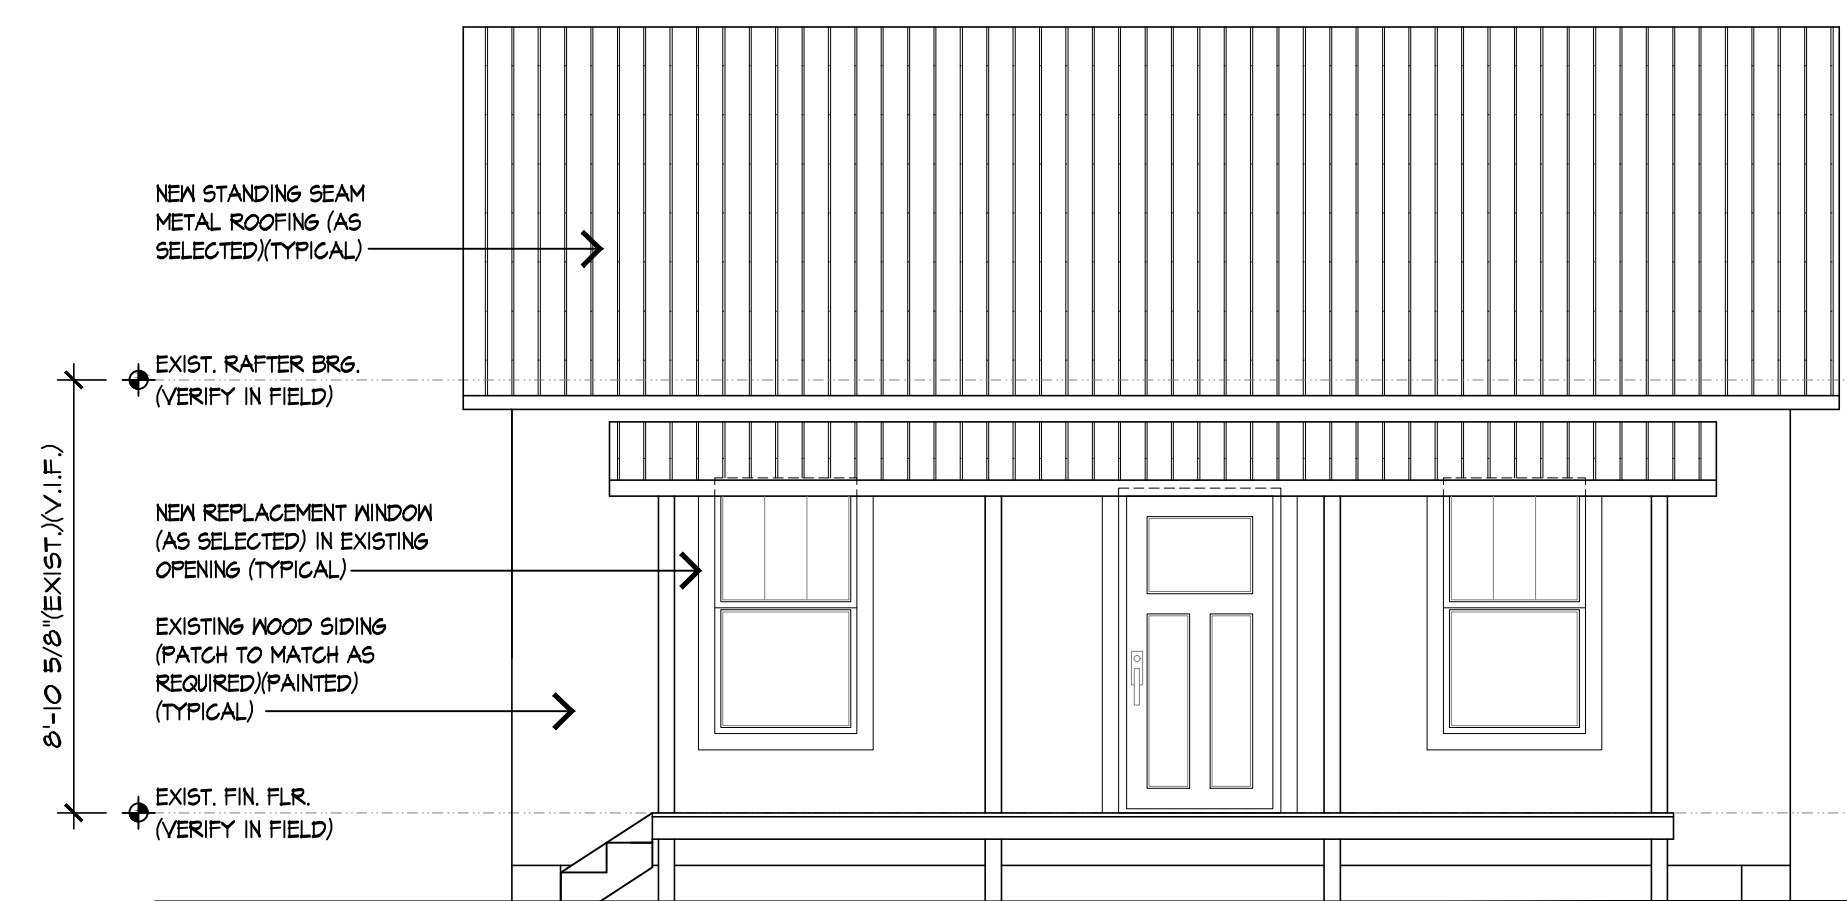 NEW STANDING SEAM
METAL ROOFING (AS
SELECTED)(TYPICAL)
EXIST. RAFTER BRG.
(VERIFY IN FIELD)
8'-10 5/8"(EXIST.)(V.I.F.)
NEW REPLACEMENT WINDOW
(AS SELECTED) IN EXISTING
OPENING (TYPICAL)
EXISTING WOOD SIDING
(PATCH TO MATCH AS
REQUIRED)(PAINTED)
(TYPICAL)
EXIST. FIN. FLR.
(VERIFY IN FIELD)